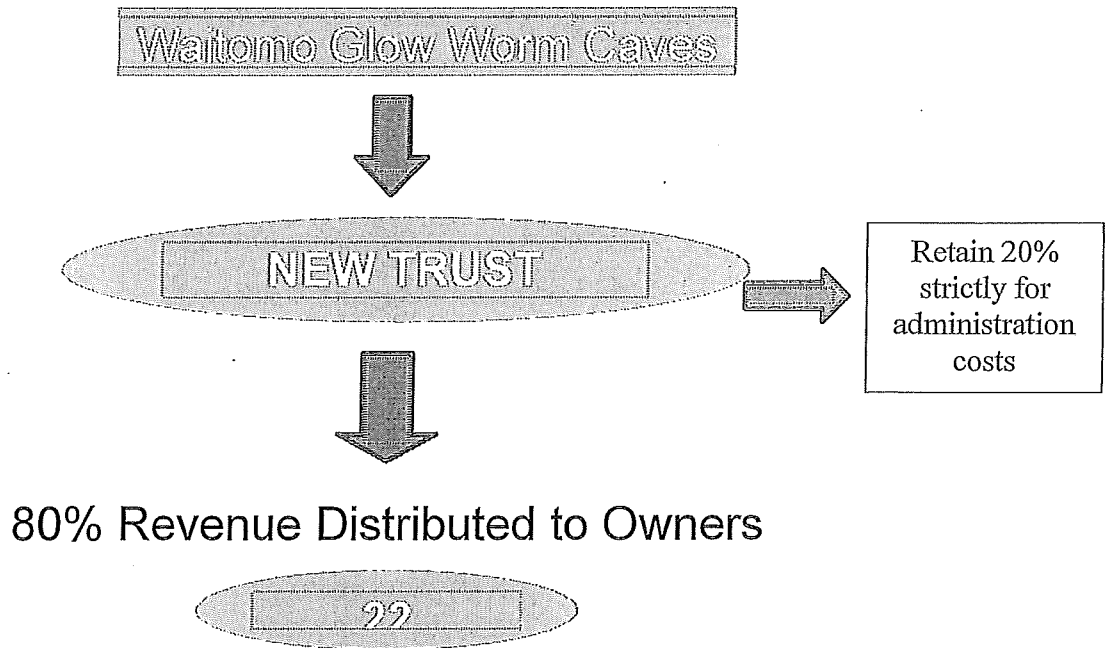 Waitomo Glow Worm Caves
NEW TRUST
Retain 20%
strictly for
administration
costs
80% Revenue Distributed to Owners
22